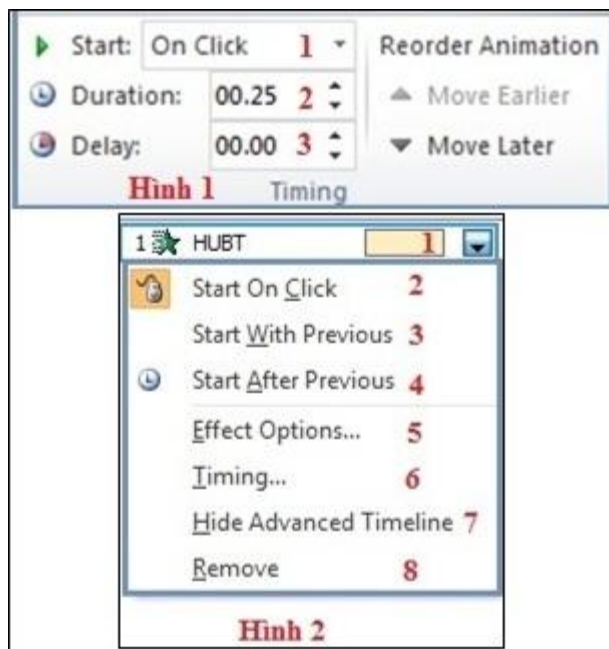 Start: On Click 1 Reorder Animation
Duration: 00.25 2 Move Earlier
Delay: 00.00 3 Move Later
Hình 1 Timing
1 HUBT 1
Start On Click 2
Start With Previous 3
Start After Previous 4
Effect Options... 5
Timing... 6
Hide Advanced Timeline 7
Remove 8
Hình 2